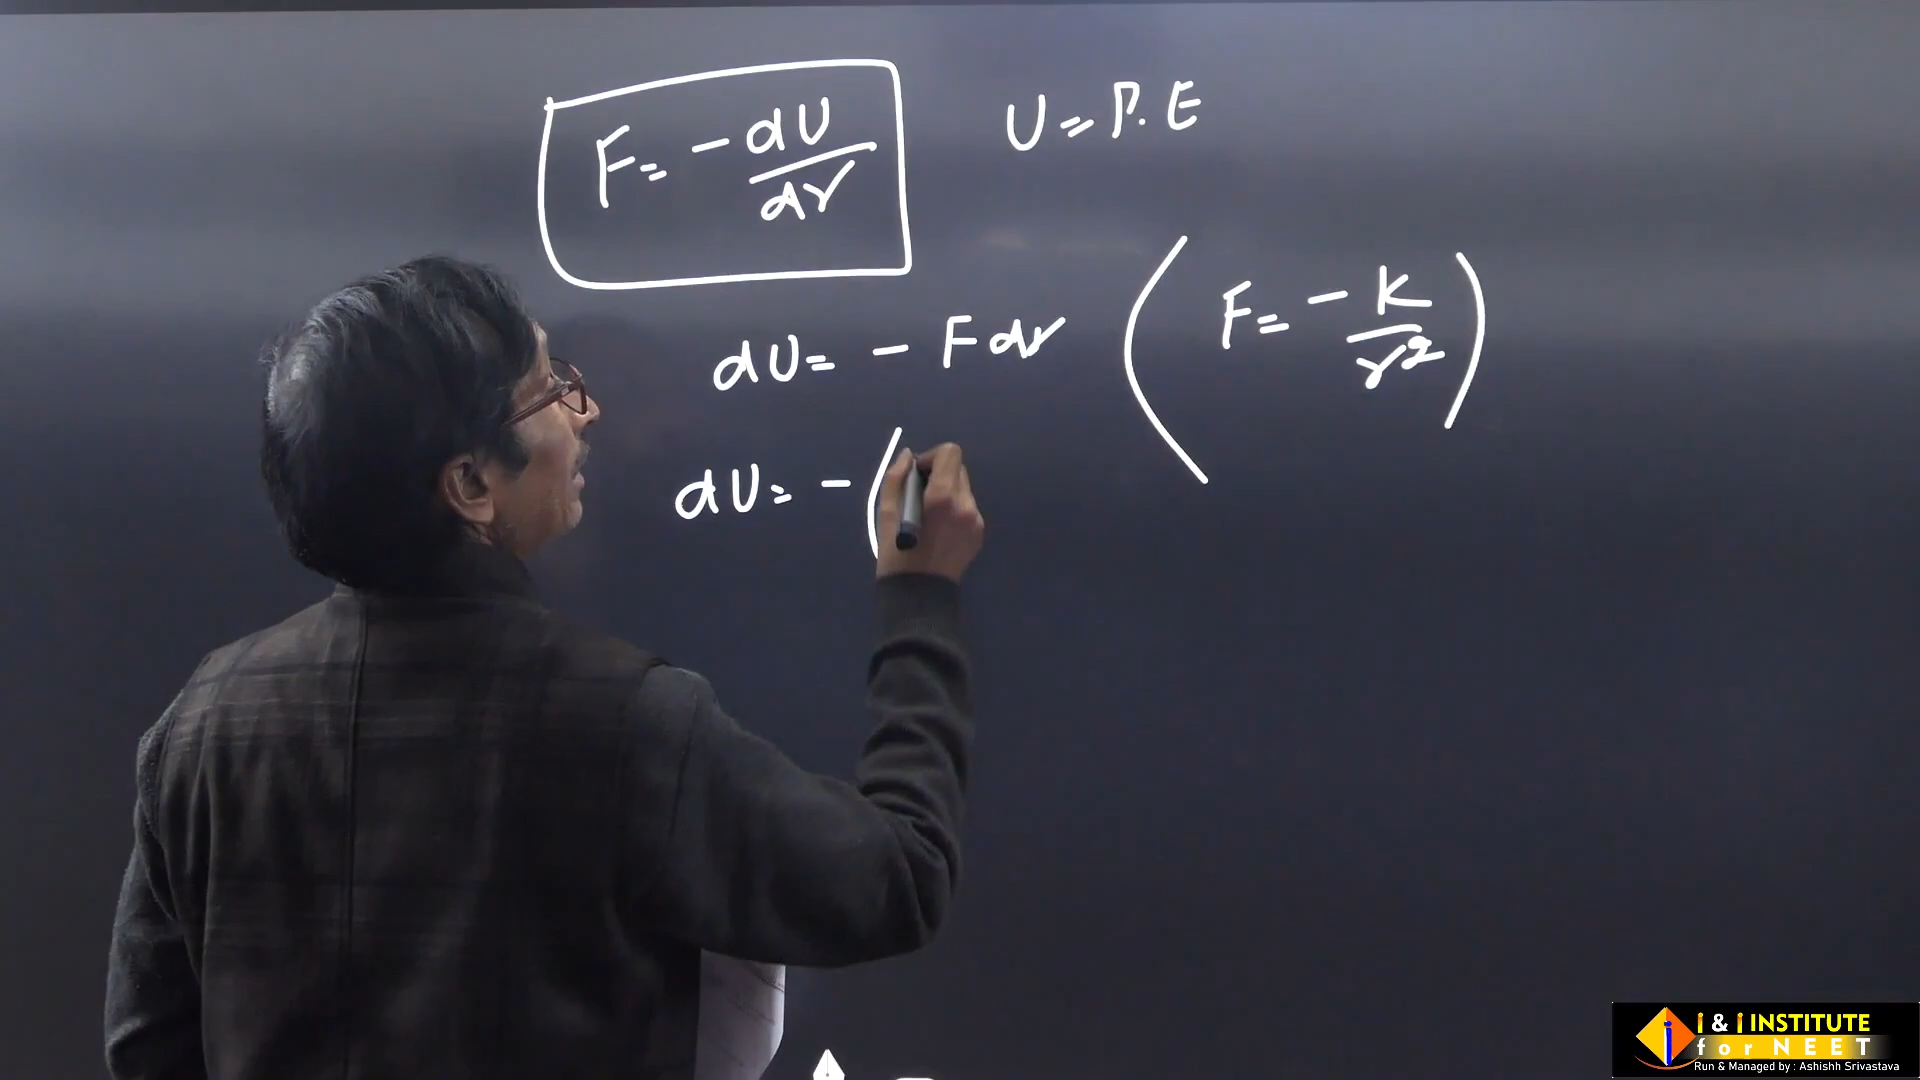 F = - dU/dr
U = P.E
dU = - F dr ( F = - K/r² )
dU = - (
i & i INSTITUTE
for NEET
Run & Managed by : Ashishh Srivastava